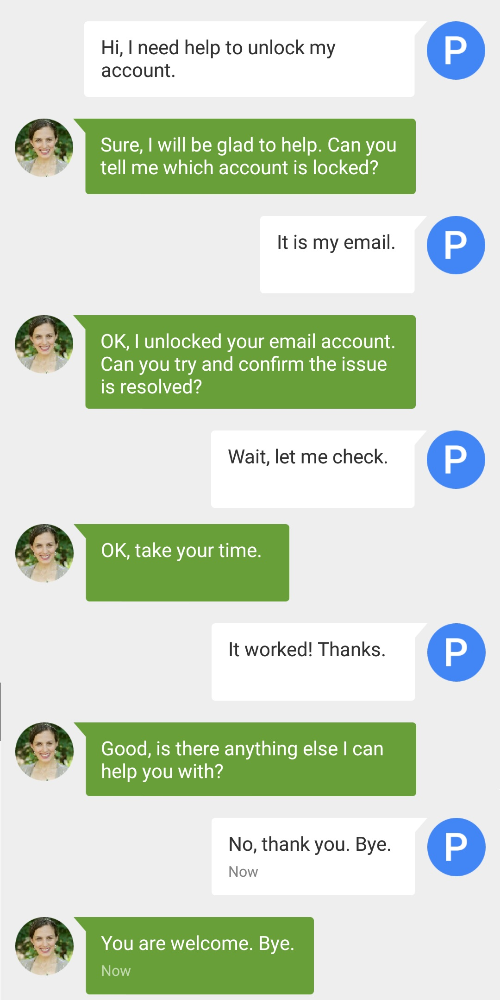 Hi, I need help to unlock my
account.
P
Sure, I will be glad to help. Can you
tell me which account is locked?
It is my email.
P
OK, I unlocked your email account.
Can you try and confirm the issue
is resolved?
Wait, let me check.
P
OK, take your time.
It worked! Thanks.
P
Good, is there anything else I can
help you with?
No, thank you. Bye.
Now
P
You are welcome. Bye.
Now